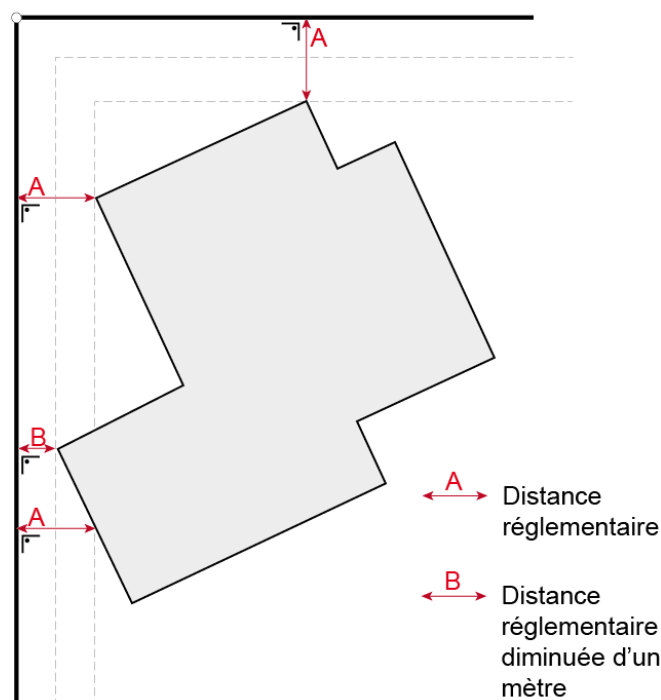 A
A
B
A
A
Distance
réglementaire
B
Distance
réglementaire
diminuée d'un
mètre